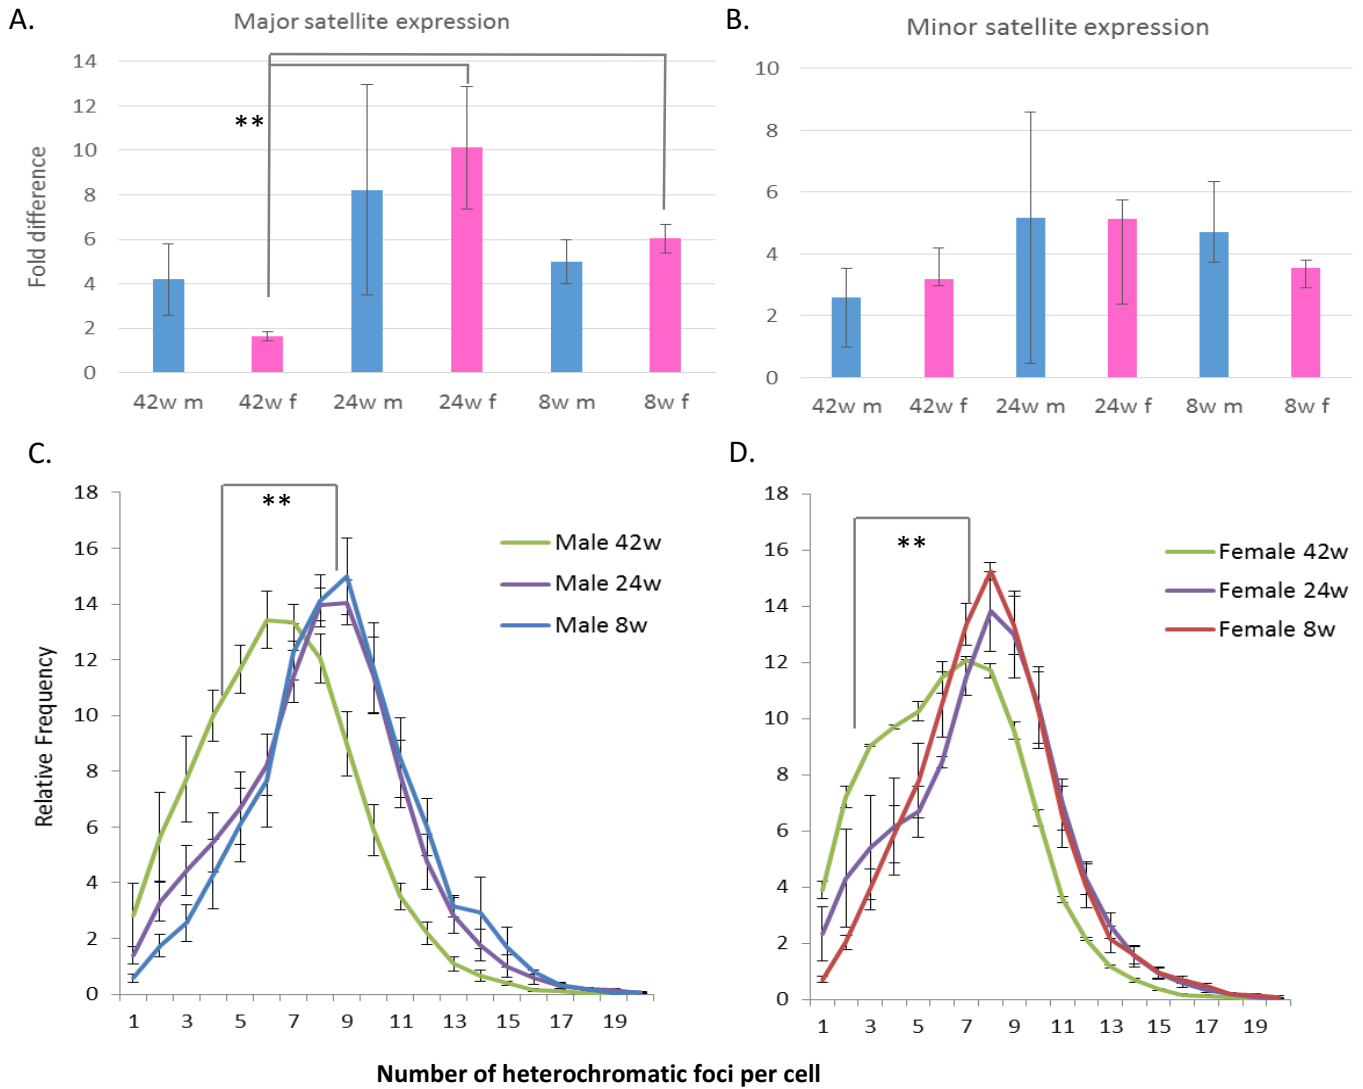 A.
Major satellite expression
Fold difference
14
12
10
8
6
4
2
0
**
42w m 42w f 24w m 24w f 8w m 8w f
B.
Minor satellite expression
10
8
6
4
2
0
42w m 42w f 24w m 24w f 8w m 8w f
C.
Relative Frequency
18
16
14
12
10
8
6
4
2
0
**
Male 42w
Male 24w
Male 8w
1 3 5 7 9 11 13 15 17 19
D.
18
16
14
12
10
8
6
4
2
0
**
Female 42w
Female 24w
Female 8w
1 3 5 7 9 11 13 15 17 19
Number of heterochromatic foci per cell